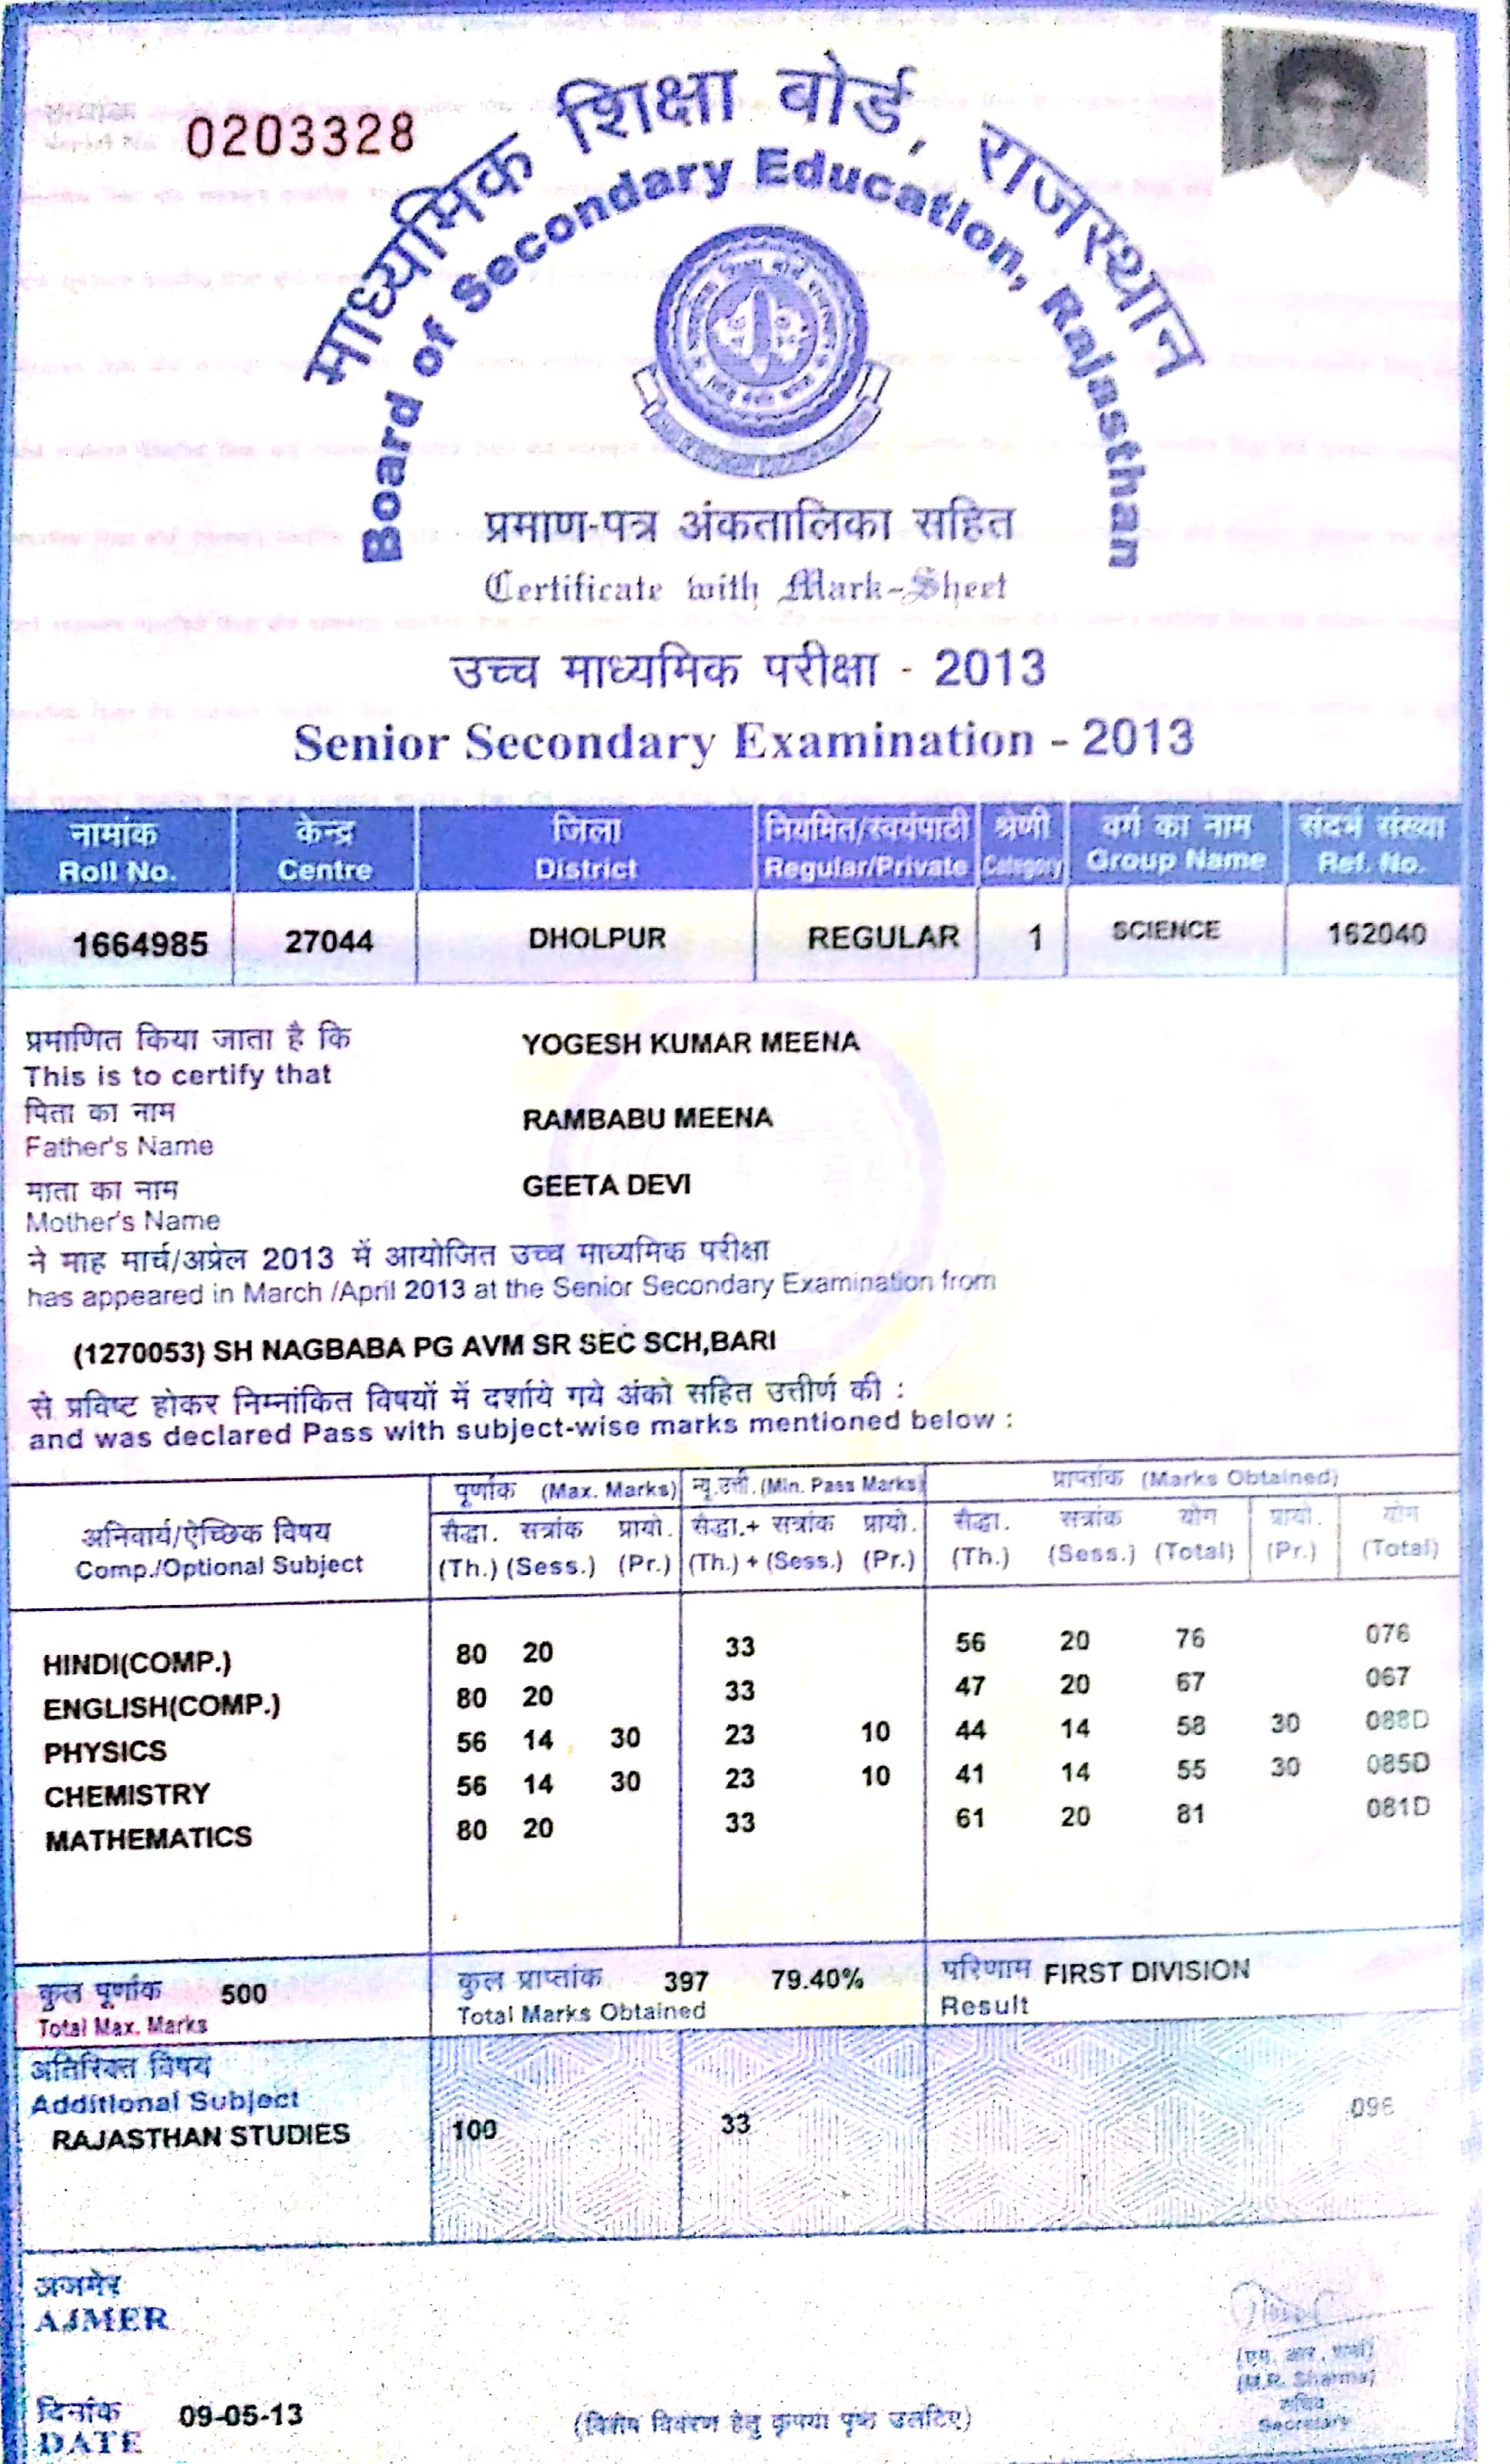 0203328
माध्यमिक शिक्षा बोर्ड, राजस्थान
Board of Secondary Education, Rajasthan
प्रमाण-पत्र अंकतालिका सहित
Certificate with Mark-Sheet
उच्च माध्यमिक परीक्षा - 2013
Senior Secondary Examination - 2013
नामांक केन्द्र जिला नियमित/स्वयंपाठी श्रेणी वर्ग का नाम संदर्भ संख्या
Roll No. Centre District Regular/Private Category Group Name Ref. No.
1664985 27044 DHOLPUR REGULAR 1 SCIENCE 162040
प्रमाणित किया जाता है कि YOGESH KUMAR MEENA
This is to certify that
पिता का नाम RAMBABU MEENA
Father's Name
माता का नाम GEETA DEVI
Mother's Name
ने माह मार्च/अप्रेल 2013 में आयोजित उच्च माध्यमिक परीक्षा
has appeared in March /April 2013 at the Senior Secondary Examination from
(1270053) SH NAGBABA PG AVM SR SEC SCH,BARI
से प्रविष्ट होकर निम्नांकित विषयों में दर्शाये गये अंको सहित उत्तीर्ण की :
and was declared Pass with subject-wise marks mentioned below :
पूर्णांक (Max. Marks) न्यू.उत्ती. (Min. Pass Marks) प्राप्तांक (Marks Obtained)
अनिवार्य/ऐच्छिक विषय सैद्धा. सत्रांक प्रायो. सैद्धा.+ सत्रांक प्रायो. सैद्धा. सत्रांक योग प्रायो. योग
Comp./Optional Subject (Th.) (Sess.) (Pr.) (Th.) + (Sess.) (Pr.) (Th.) (Sess.) (Total) (Pr.) (Total)
HINDI(COMP.) 80 20 33 56 20 76 076
ENGLISH(COMP.) 80 20 33 47 20 67 067
PHYSICS 56 14 30 23 10 44 14 58 30 088D
CHEMISTRY 56 14 30 23 10 41 14 55 30 085D
MATHEMATICS 80 20 33 61 20 81 081D
कुल पूर्णांक 500 कुल प्राप्तांक 397 79.40% परिणाम FIRST DIVISION
Total Max. Marks Total Marks Obtained Result
अतिरिक्त विषय
Additional Subject
RAJASTHAN STUDIES 100 33 096
अजमेर
AJMER
(एम. आर. शर्मा)
(M.R. Sharma)
सचिव
Secretary
दिनांक 09-05-13
DATE
(विशेष विवरण हेतु कृपया पृष्ठ उलटिए)